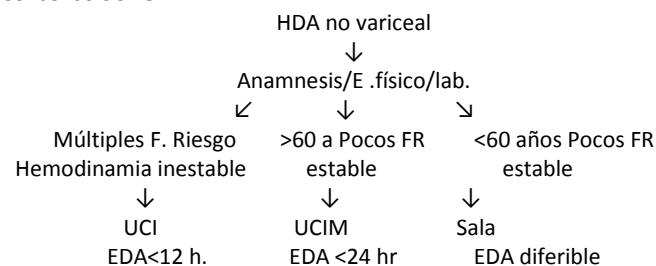 HDA no variceal
↓
Anamnesis/E .físico/lab.
↙ ↓ ↘
Múltiples F. Riesgo >60 a Pocos FR <60 años Pocos FR
Hemodinamia inestable estable estable
↓ ↓ ↓
UCI UCIM Sala
EDA<12 h. EDA <24 hr EDA diferible